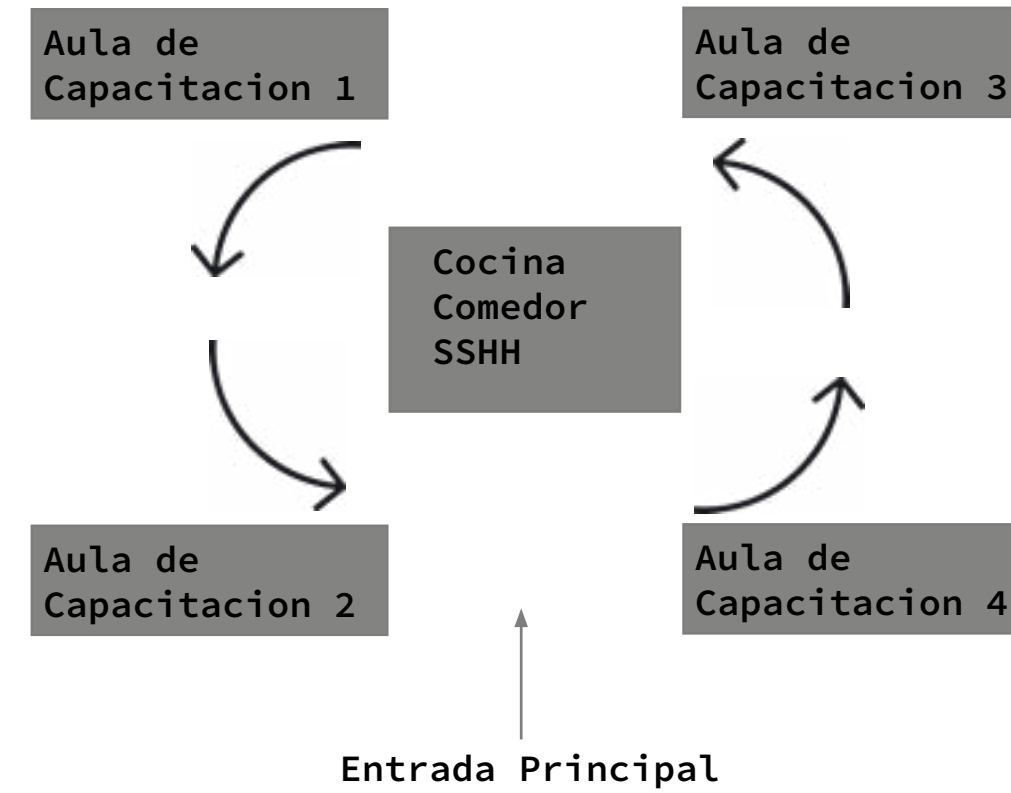 Aula de
Capacitacion 1
Aula de
Capacitacion 3
Cocina
Comedor
SSHH
Aula de
Capacitacion 2
Aula de
Capacitacion 4
Entrada Principal